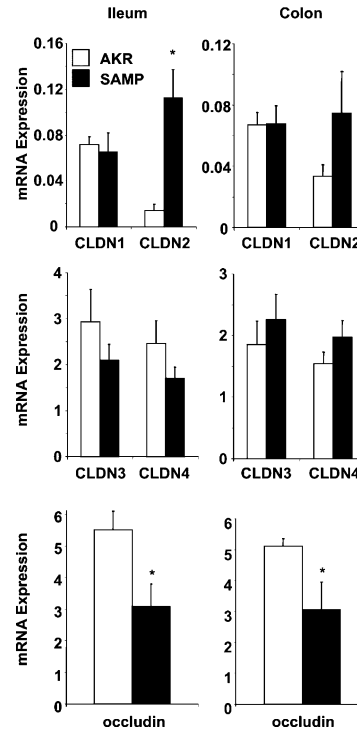 Ileum Colon
0.16 0.12
AKR
SAMP
*
mRNA Expression
0.12
0.08 0.08
0.04 0.04
0 0
CLDN1 CLDN2 CLDN1 CLDN2
mRNA Expression
4 3
3 2
2 1
1
0 0
CLDN3 CLDN4 CLDN3 CLDN4
mRNA Expression
6 6
5 5
4 4
* *
3 3
2 2
1 1
0 0
occludin occludin